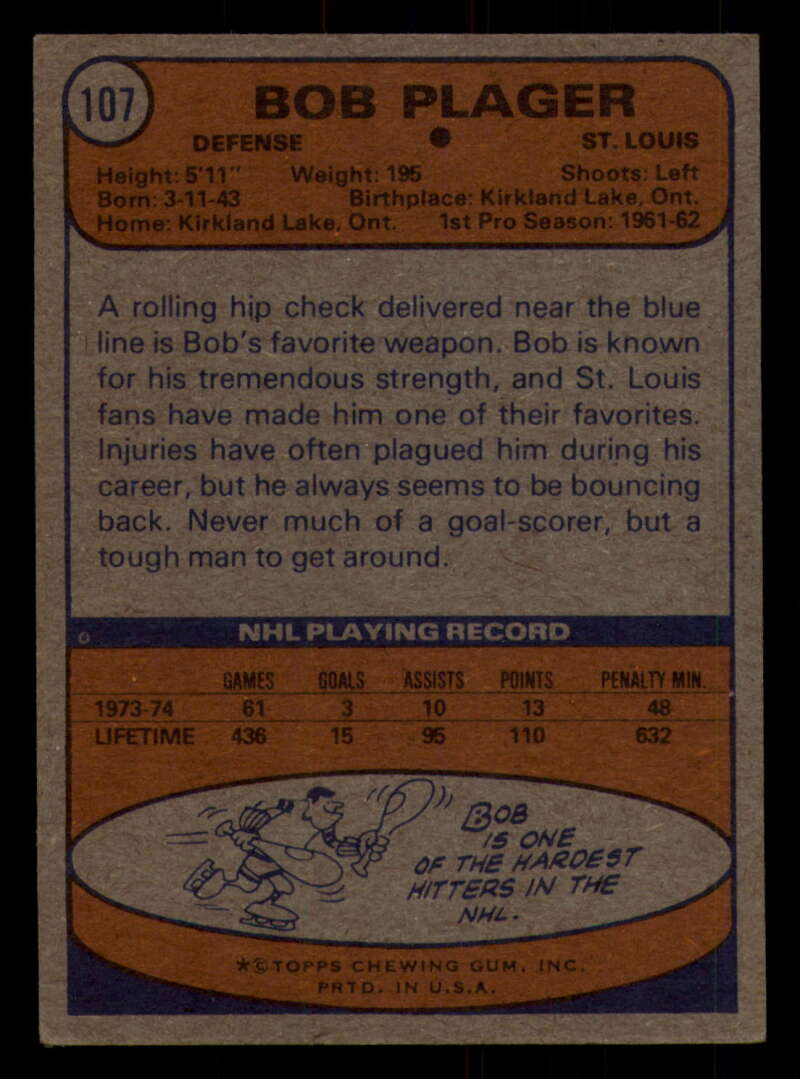 107
BOB PLAGER
DEFENSE ● ST. LOUIS
Height: 5'11" Weight: 195 Shoots: Left
Born: 3-11-43 Birthplace: Kirkland Lake, Ont.
Home: Kirkland Lake, Ont. 1st Pro Season: 1961-62
A rolling hip check delivered near the blue
line is Bob's favorite weapon. Bob is known
for his tremendous strength, and St. Louis
fans have made him one of their favorites.
Injuries have often plagued him during his
career, but he always seems to be bouncing
back. Never much of a goal-scorer, but a
tough man to get around.
NHL PLAYING RECORD
GAMES GOALS ASSISTS POINTS PENALTY MIN.
1973-74 61 3 10 13 48
LIFETIME 436 15 95 110 632
BOB
IS ONE
OF THE HARDEST
HITTERS IN THE
NHL.
*©TOPPS CHEWING GUM, INC.
PRTD. IN U.S.A.